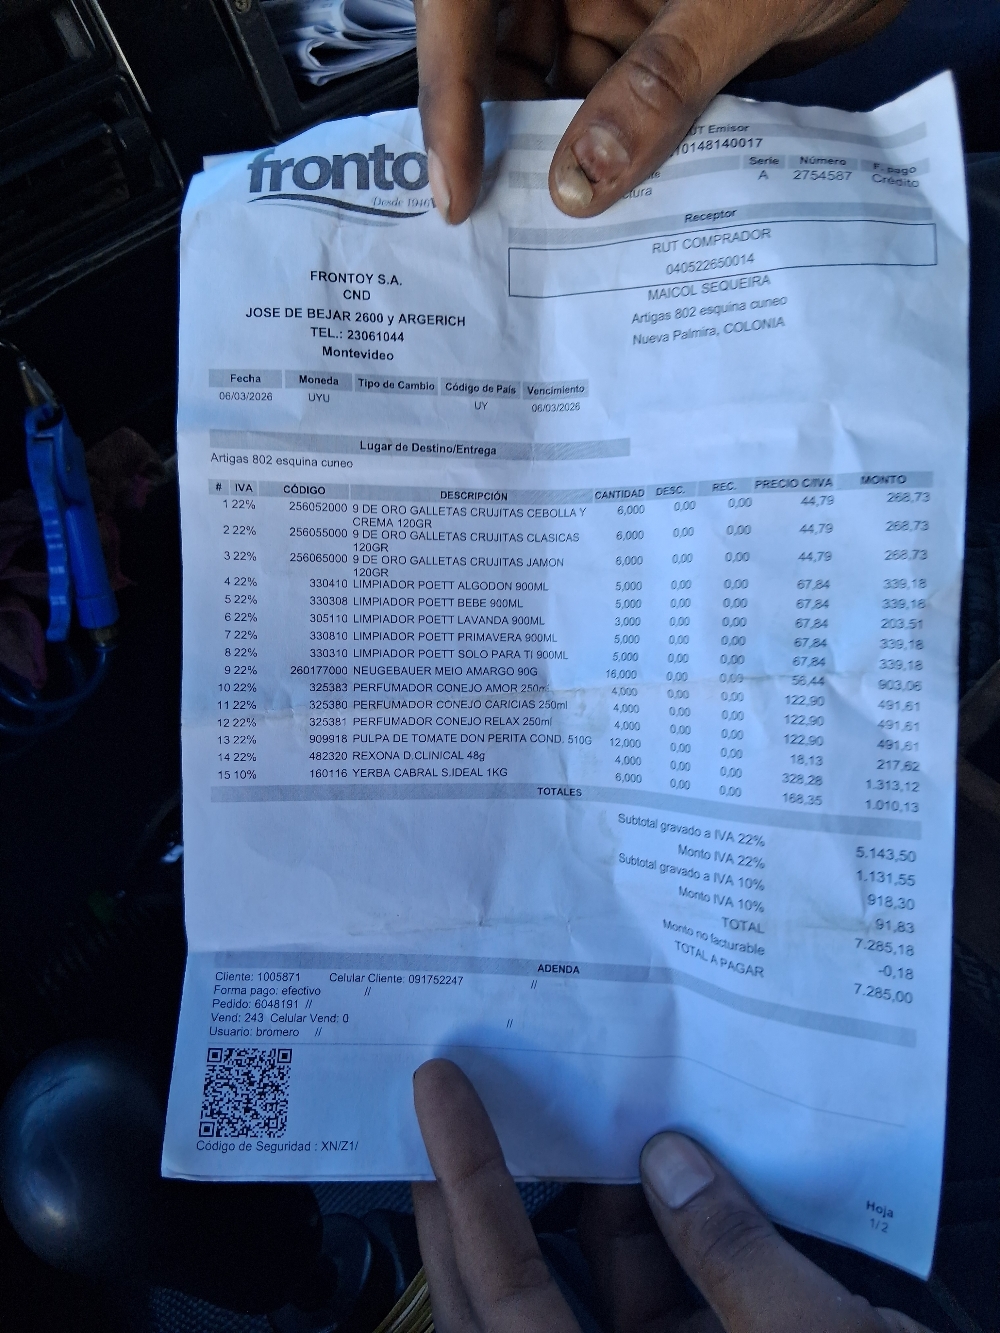 frontoy
Desde 1940
UT Emisor
0148140017
Serie Número F. pago
A 2754587 Crédito
tura
Receptor
RUT COMPRADOR
040522650014
MAICOL SEQUEIRA
Artigas 802 esquina cuneo
Nueva Palmira, COLONIA
FRONTOY S.A.
CND
JOSE DE BEJAR 2600 y ARGERICH
TEL.: 23061044
Montevideo
Fecha Moneda Tipo de Cambio Código de País Vencimiento
06/03/2026 UYU UY 06/03/2026
Lugar de Destino/Entrega
Artigas 802 esquina cuneo
# IVA CÓDIGO DESCRIPCIÓN CANTIDAD DESC. REC. PRECIO C/IVA MONTO
1 22% 256052000 9 DE ORO GALLETAS CRUJITAS CEBOLLA Y 6,000 0,00 0,00 44,79 268,73
CREMA 120GR
2 22% 256055000 9 DE ORO GALLETAS CRUJITAS CLASICAS 6,000 0,00 0,00 44,79 268,73
120GR
3 22% 256065000 9 DE ORO GALLETAS CRUJITAS JAMON 6,000 0,00 0,00 44,79 268,73
120GR
4 22% 330410 LIMPIADOR POETT ALGODON 900ML 5,000 0,00 0,00 67,84 339,18
5 22% 330308 LIMPIADOR POETT BEBE 900ML 5,000 0,00 0,00 67,84 339,18
6 22% 305110 LIMPIADOR POETT LAVANDA 900ML 3,000 0,00 0,00 67,84 203,51
7 22% 330810 LIMPIADOR POETT PRIMAVERA 900ML 5,000 0,00 0,00 67,84 339,18
8 22% 330310 LIMPIADOR POETT SOLO PARA TI 900ML 5,000 0,00 0,00 67,84 339,18
9 22% 260177000 NEUGEBAUER MEIO AMARGO 90G 16,000 0,00 0,00 56,44 903,06
10 22% 325383 PERFUMADOR CONEJO AMOR 250ml 4,000 0,00 0,00 122,90 491,61
11 22% 325380 PERFUMADOR CONEJO CARICIAS 250ml 4,000 0,00 0,00 122,90 491,61
12 22% 325381 PERFUMADOR CONEJO RELAX 250ml 4,000 0,00 0,00 122,90 491,61
13 22% 909918 PULPA DE TOMATE DON PERITA COND. 510G 12,000 0,00 0,00 18,13 217,62
14 22% 482320 REXONA D.CLINICAL 48g 4,000 0,00 0,00 328,28 1.313,12
15 10% 160116 YERBA CABRAL S.IDEAL 1KG 6,000 0,00 0,00 168,35 1.010,13
TOTALES
Subtotal gravado a IVA 22% 5.143,50
Monto IVA 22% 1.131,55
Subtotal gravado a IVA 10% 918,30
Monto IVA 10% 91,83
TOTAL 7.285,18
Monto no facturable -0,18
TOTAL A PAGAR 7.285,00
ADENDA
Cliente: 1005871 Celular Cliente: 091752247 //
Forma pago: efectivo //
Pedido: 6048191 //
Vend: 243 Celular Vend: 0 //
Usuario: bromero //
Código de Seguridad : XN/Z1/
Hoja
1/2